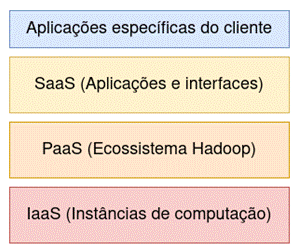 Aplicações específicas do cliente
SaaS (Aplicações e interfaces)
PaaS (Ecossistema Hadoop)
IaaS (Instâncias de computação)